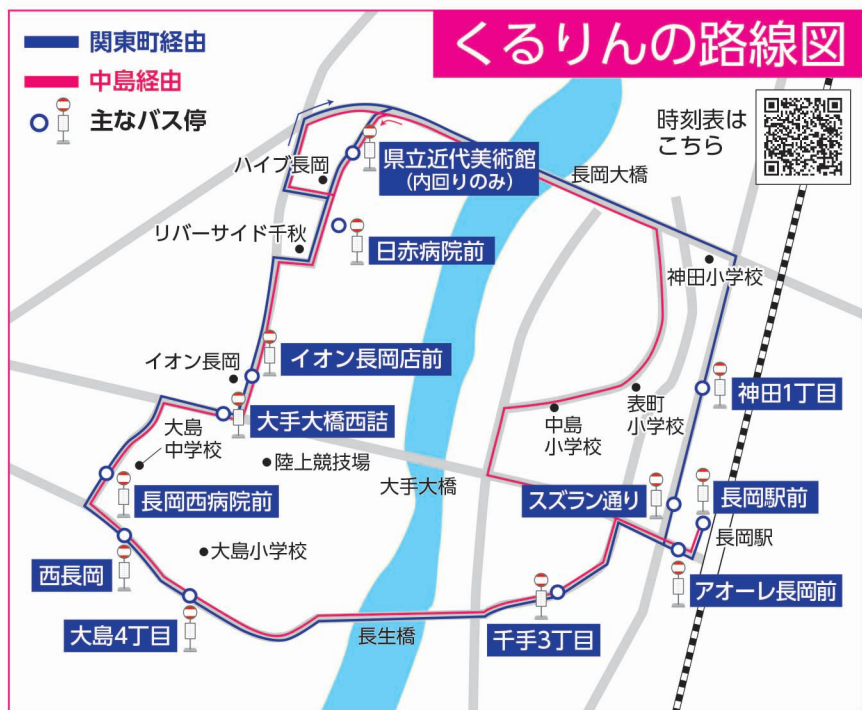 くるりんの路線図
関東町経由
中島経由
主なバス停
時刻表は
こちら
県立近代美術館
(内回りのみ)
ハイブ長岡
長岡大橋
リバーサイド千秋
日赤病院前
神田小学校
イオン長岡店前
イオン長岡
神田1丁目
大手大橋西詰
大島
中学校
陸上競技場
中島
小学校
表町
小学校
大手大橋
長岡西病院前
スズラン通り
長岡駅前
長岡駅
大島小学校
西長岡
アオーレ長岡前
大島4丁目
長生橋
千手3丁目